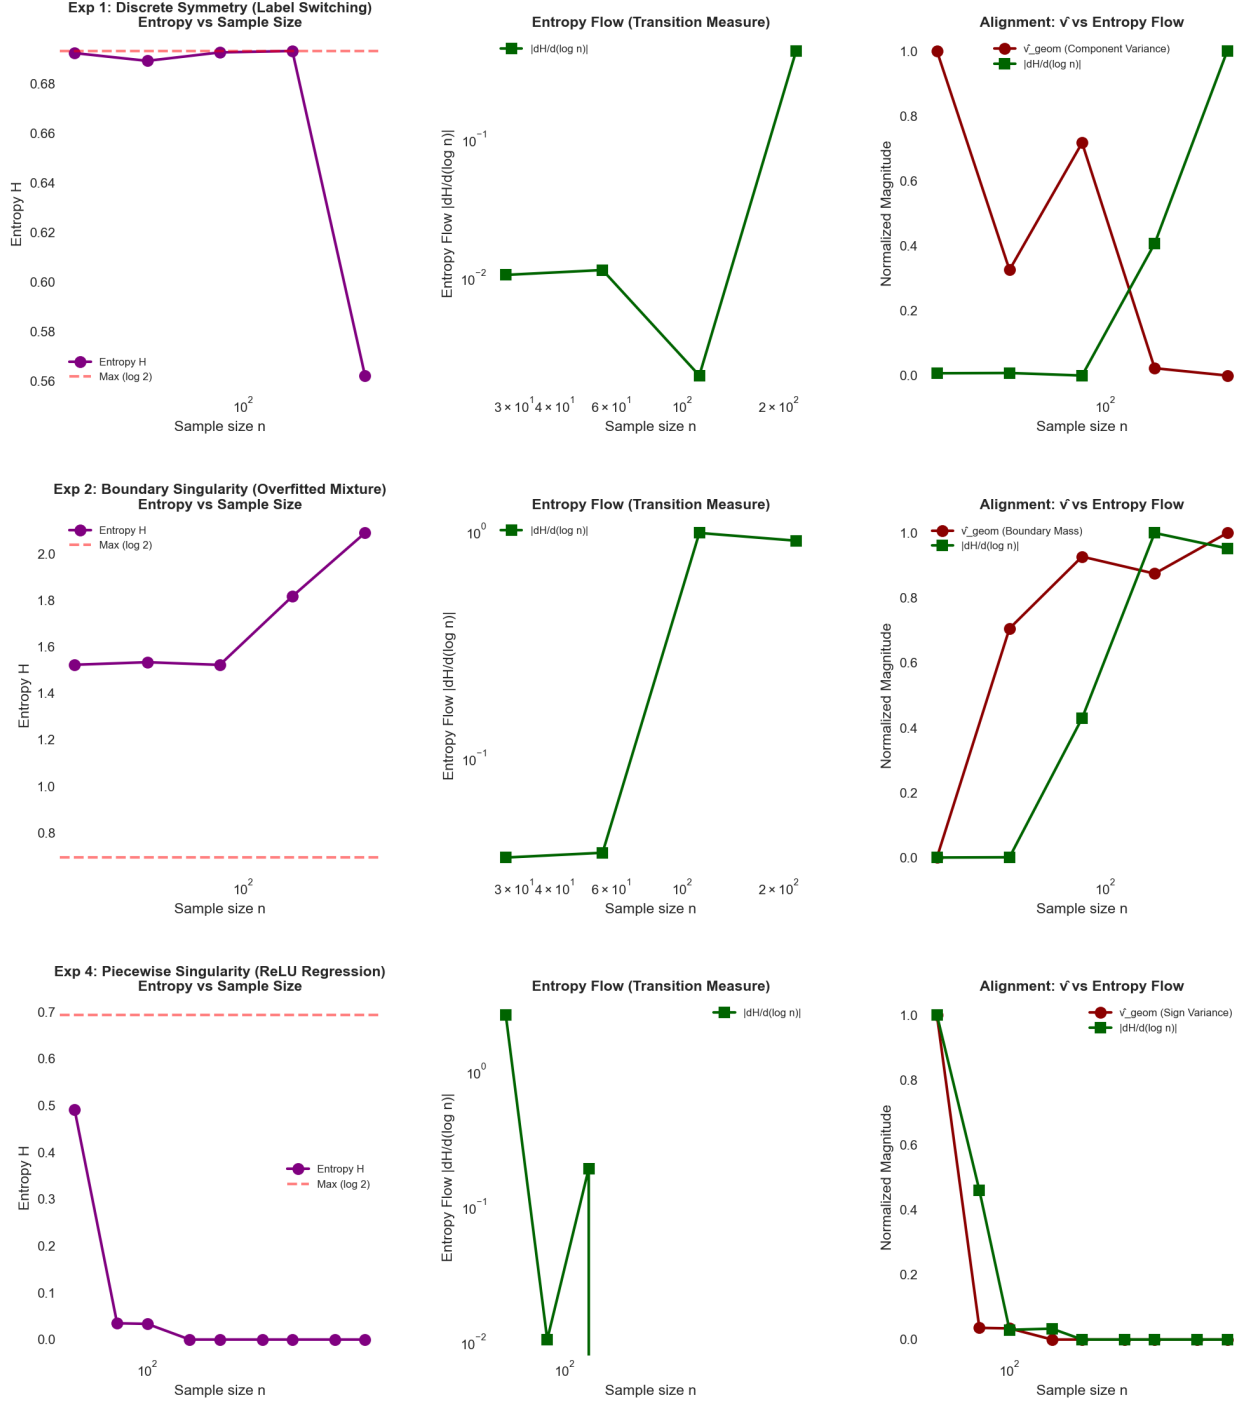 Exp 1: Discrete Symmetry (Label Switching)
Entropy vs Sample Size
Entropy H
0.68
0.66
0.64
0.62
0.60
0.58
0.56
Entropy H
Max (log 2)
10²
Sample size n
Entropy Flow (Transition Measure)
|dH/d(log n)|
Entropy Flow |dH/d(log n)|
10⁻¹
10⁻²
3 × 10¹ 4 × 10¹ 6 × 10¹ 10² 2 × 10²
Sample size n
Alignment: v̂ vs Entropy Flow
v̂_geom (Component Variance)
|dH/d(log n)|
Normalized Magnitude
1.0
0.8
0.6
0.4
0.2
0.0
10²
Sample size n
Exp 2: Boundary Singularity (Overfitted Mixture)
Entropy vs Sample Size
Entropy H
Max (log 2)
Entropy H
2.0
1.8
1.6
1.4
1.2
1.0
0.8
10²
Sample size n
Entropy Flow (Transition Measure)
|dH/d(log n)|
Entropy Flow |dH/d(log n)|
10⁰
10⁻¹
3 × 10¹ 4 × 10¹ 6 × 10¹ 10² 2 × 10²
Sample size n
Alignment: v̂ vs Entropy Flow
v̂_geom (Boundary Mass)
|dH/d(log n)|
Normalized Magnitude
1.0
0.8
0.6
0.4
0.2
0.0
10²
Sample size n
Exp 4: Piecewise Singularity (ReLU Regression)
Entropy vs Sample Size
Entropy H
0.7
0.6
0.5
0.4
0.3
0.2
0.1
0.0
Entropy H
Max (log 2)
10²
Sample size n
Entropy Flow (Transition Measure)
|dH/d(log n)|
Entropy Flow |dH/d(log n)|
10⁰
10⁻¹
10⁻²
10²
Sample size n
Alignment: v̂ vs Entropy Flow
v̂_geom (Sign Variance)
|dH/d(log n)|
Normalized Magnitude
1.0
0.8
0.6
0.4
0.2
0.0
10²
Sample size n